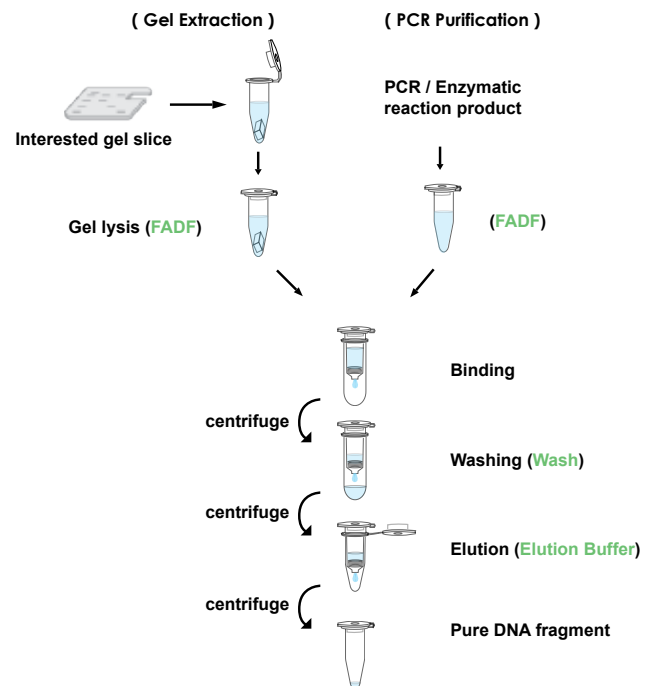 ( Gel Extraction )
( PCR Purification )
PCR / Enzymatic
reaction product
Interested gel slice
Gel lysis (FADF)
(FADF)
Binding
centrifuge
Washing (Wash)
centrifuge
Elution (Elution Buffer)
centrifuge
Pure DNA fragment